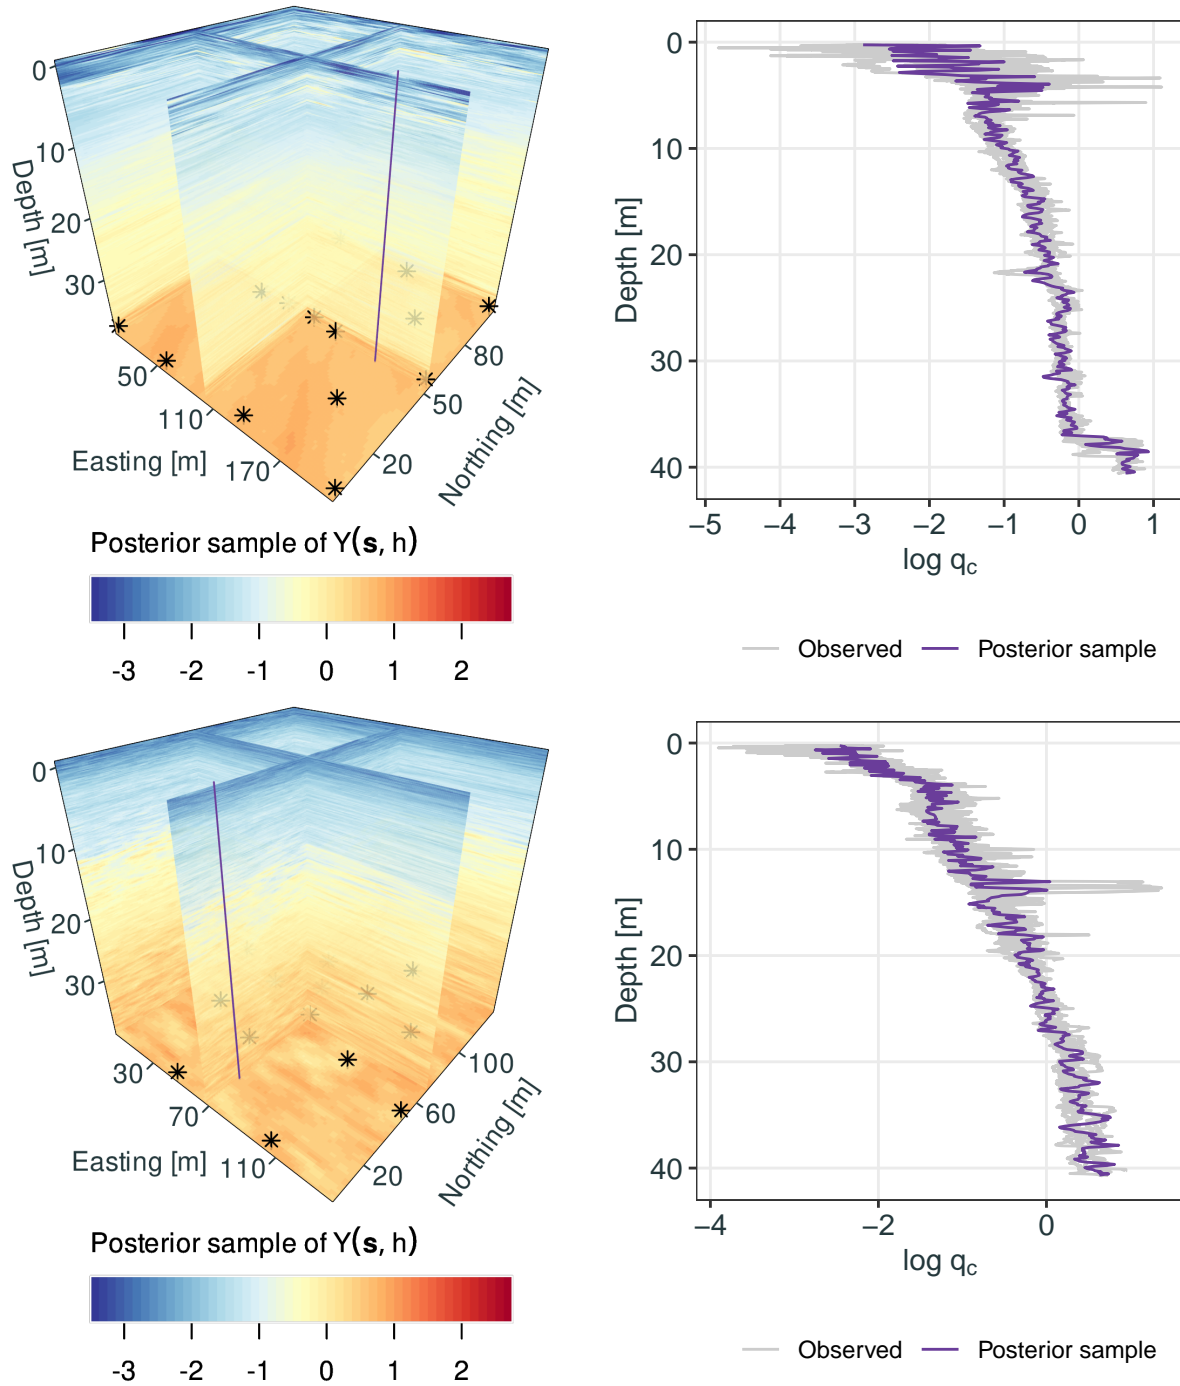 0
10
20
30
Depth [m]
50
110
170
Easting [m]
20
50
80
Northing [m]
Posterior sample of Y(s, h)
-3 -2 -1 0 1 2
0
10
20
30
40
Depth [m]
−5 −4 −3 −2 −1 0 1
log qc
Observed Posterior sample
0
10
20
30
Depth [m]
30
70
110
Easting [m]
20
60
100
Northing [m]
Posterior sample of Y(s, h)
-3 -2 -1 0 1 2
0
10
20
30
40
Depth [m]
−4 −2 0
log qc
Observed Posterior sample